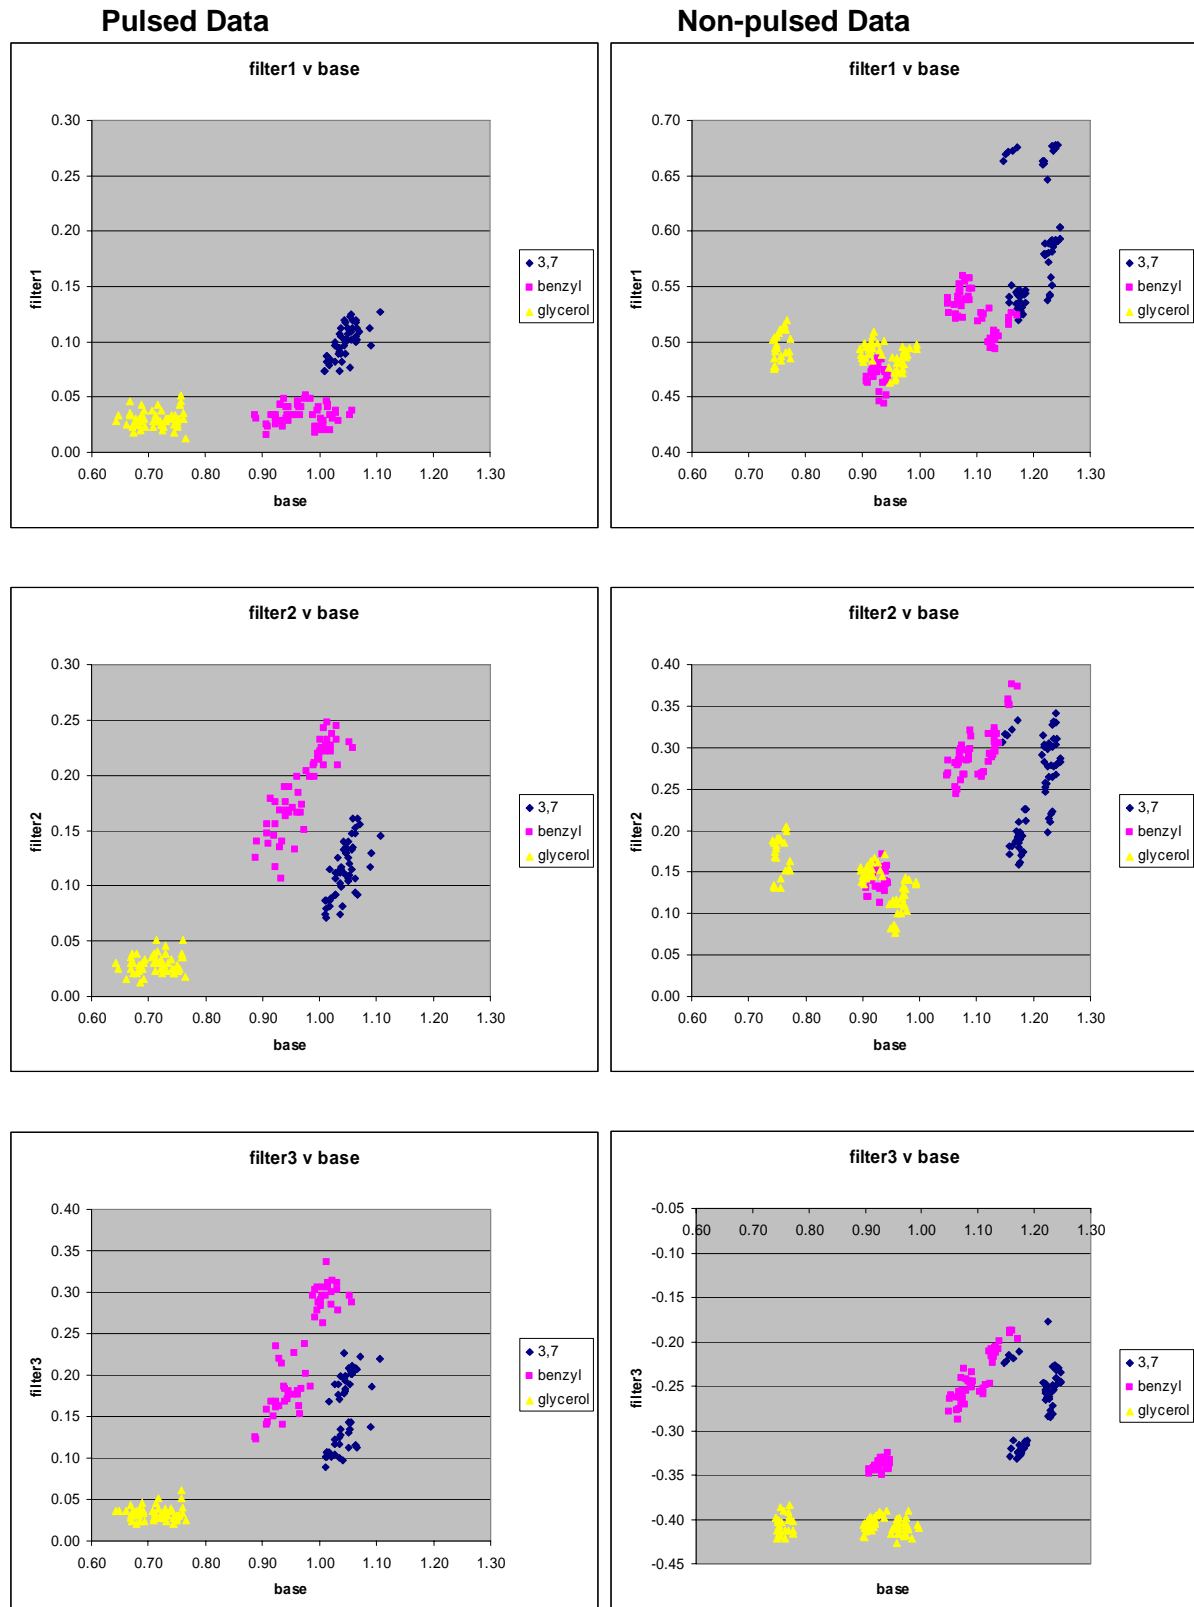 Pulsed Data
Non-pulsed Data
filter1 v base
0.30
0.25
0.20
0.15
0.10
0.05
0.00
0.60 0.70 0.80 0.90 1.00 1.10 1.20 1.30
filter1
base
3,7
benzyl
glycerol
filter1 v base
0.70
0.65
0.60
0.55
0.50
0.45
0.40
0.60 0.70 0.80 0.90 1.00 1.10 1.20 1.30
filter1
base
3,7
benzyl
glycerol
filter2 v base
0.30
0.25
0.20
0.15
0.10
0.05
0.00
0.60 0.70 0.80 0.90 1.00 1.10 1.20 1.30
filter2
base
3,7
benzyl
glycerol
filter2 v base
0.40
0.35
0.30
0.25
0.20
0.15
0.10
0.05
0.00
0.60 0.70 0.80 0.90 1.00 1.10 1.20 1.30
filter2
base
3,7
benzyl
glycerol
filter3 v base
0.40
0.35
0.30
0.25
0.20
0.15
0.10
0.05
0.00
0.60 0.70 0.80 0.90 1.00 1.10 1.20 1.30
filter3
base
3,7
benzyl
glycerol
filter3 v base
-0.05
0.60 0.70 0.80 0.90 1.00 1.10 1.20 1.30
-0.10
-0.15
-0.20
-0.25
-0.30
-0.35
-0.40
-0.45
filter3
base
3,7
benzyl
glycerol